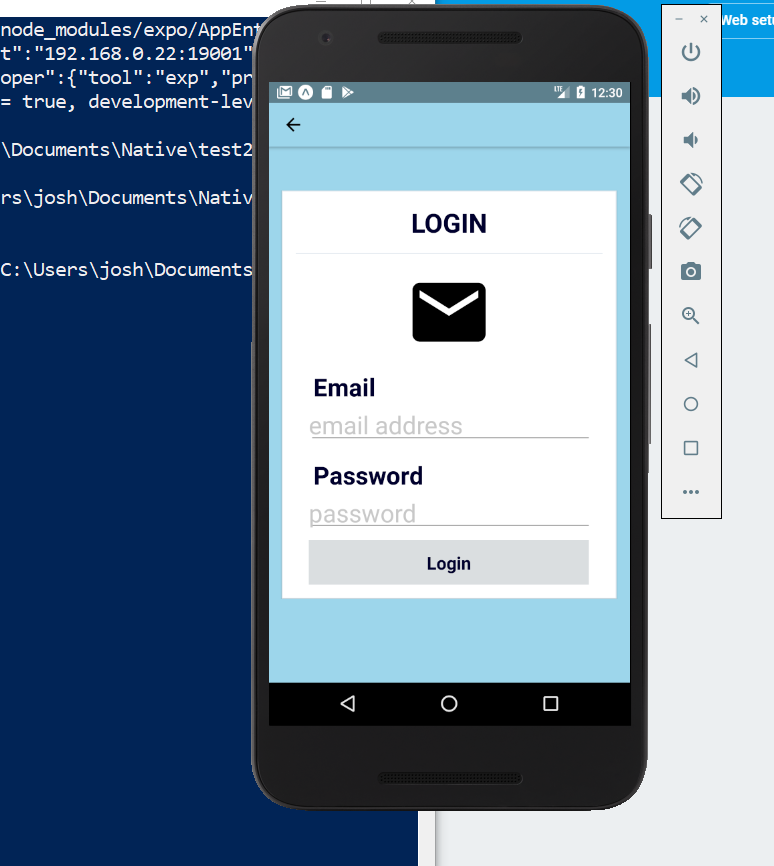 node_modules/expo/AppEnt
t":"192.168.0.22:19001"
oper":{"tool":"exp","pr
= true, development-lev
\Documents\Native\test2
rs\josh\Documents\Nativ
C:\Users\josh\Documents
LTE 12:30
LOGIN
Email
email address
Password
password
Login
Web setu